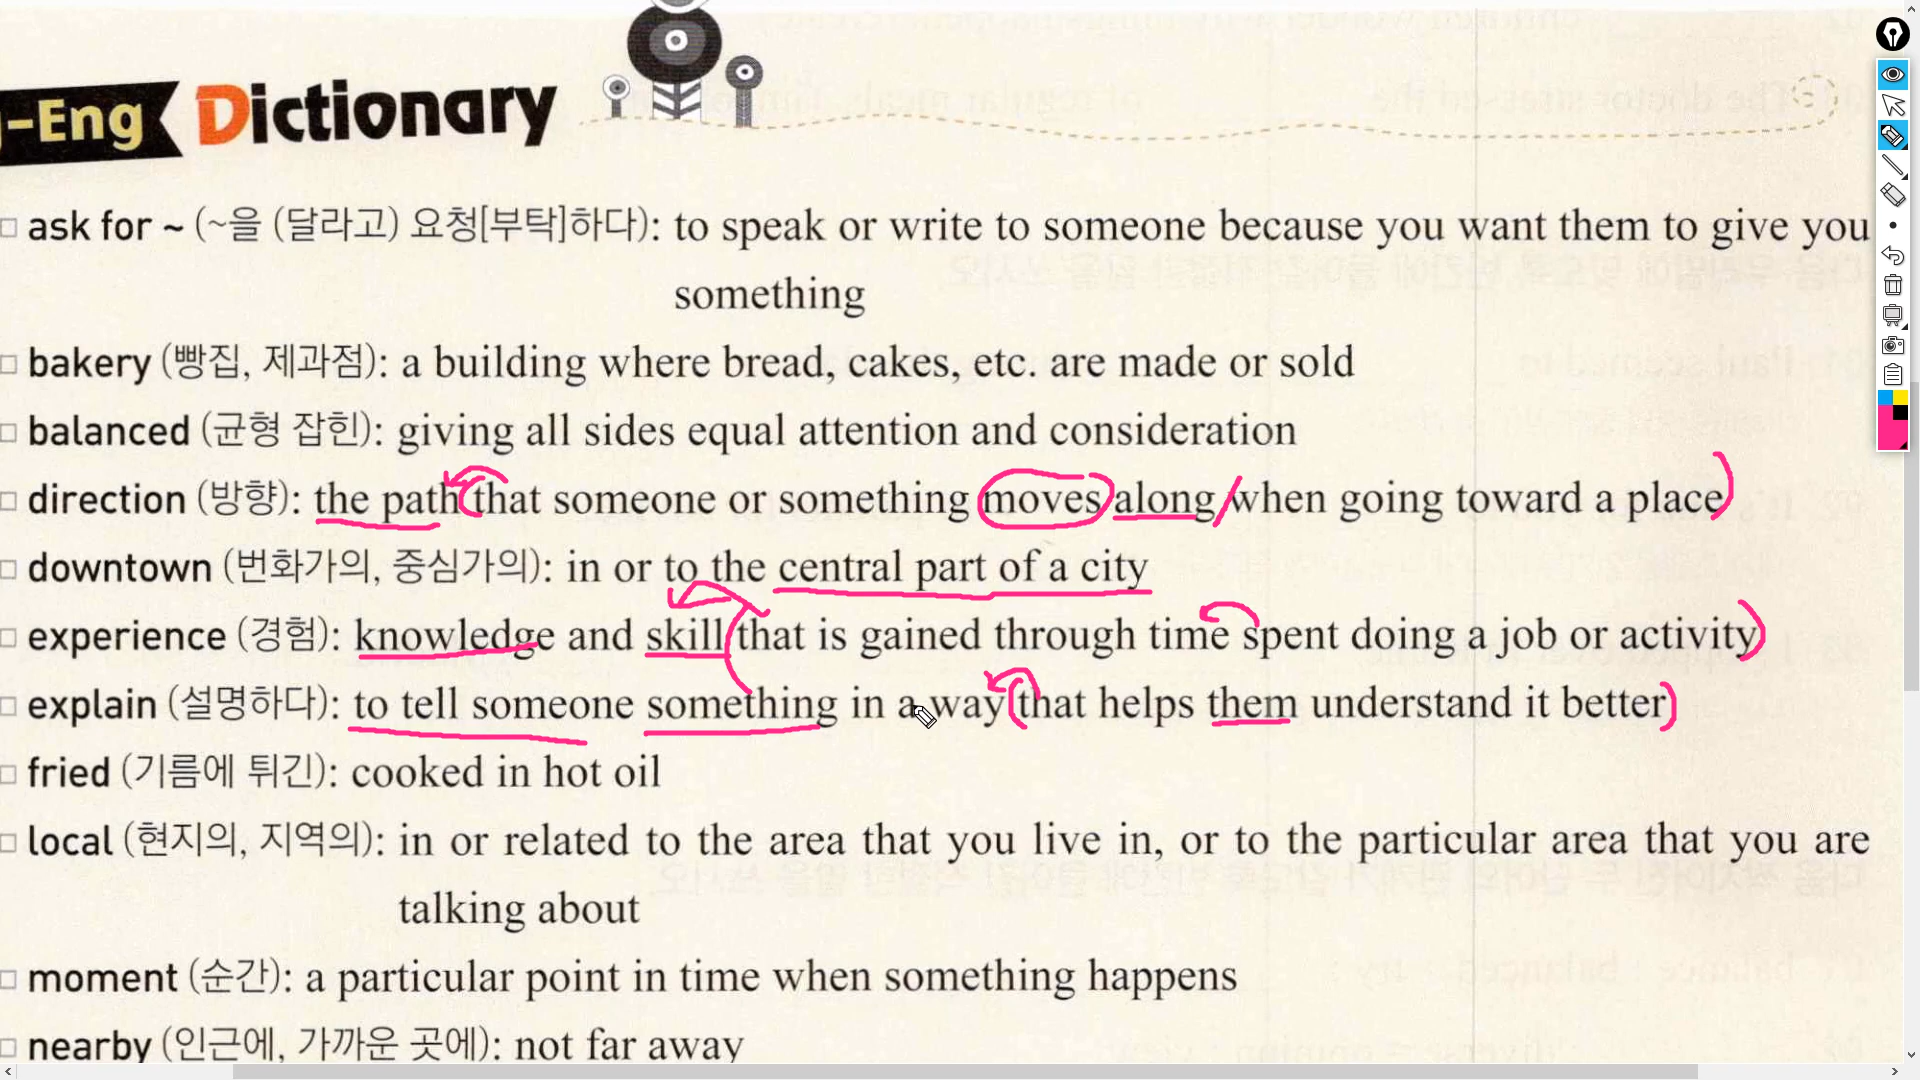 -Eng Dictionary
ask for ~ (~을 (달라고) 요청[부탁]하다): to speak or write to someone because you want them to give you
something
bakery (빵집, 제과점): a building where bread, cakes, etc. are made or sold
balanced (균형 잡힌): giving all sides equal attention and consideration
direction (방향): the path that someone or something moves along when going toward a place
downtown (번화가의, 중심가의): in or to the central part of a city
experience (경험): knowledge and skill that is gained through time spent doing a job or activity
explain (설명하다): to tell someone something in a way that helps them understand it better
fried (기름에 튀긴): cooked in hot oil
local (현지의, 지역의): in or related to the area that you live in, or to the particular area that you are
talking about
moment (순간): a particular point in time when something happens
nearby (인근에, 가까운 곳에): not far away